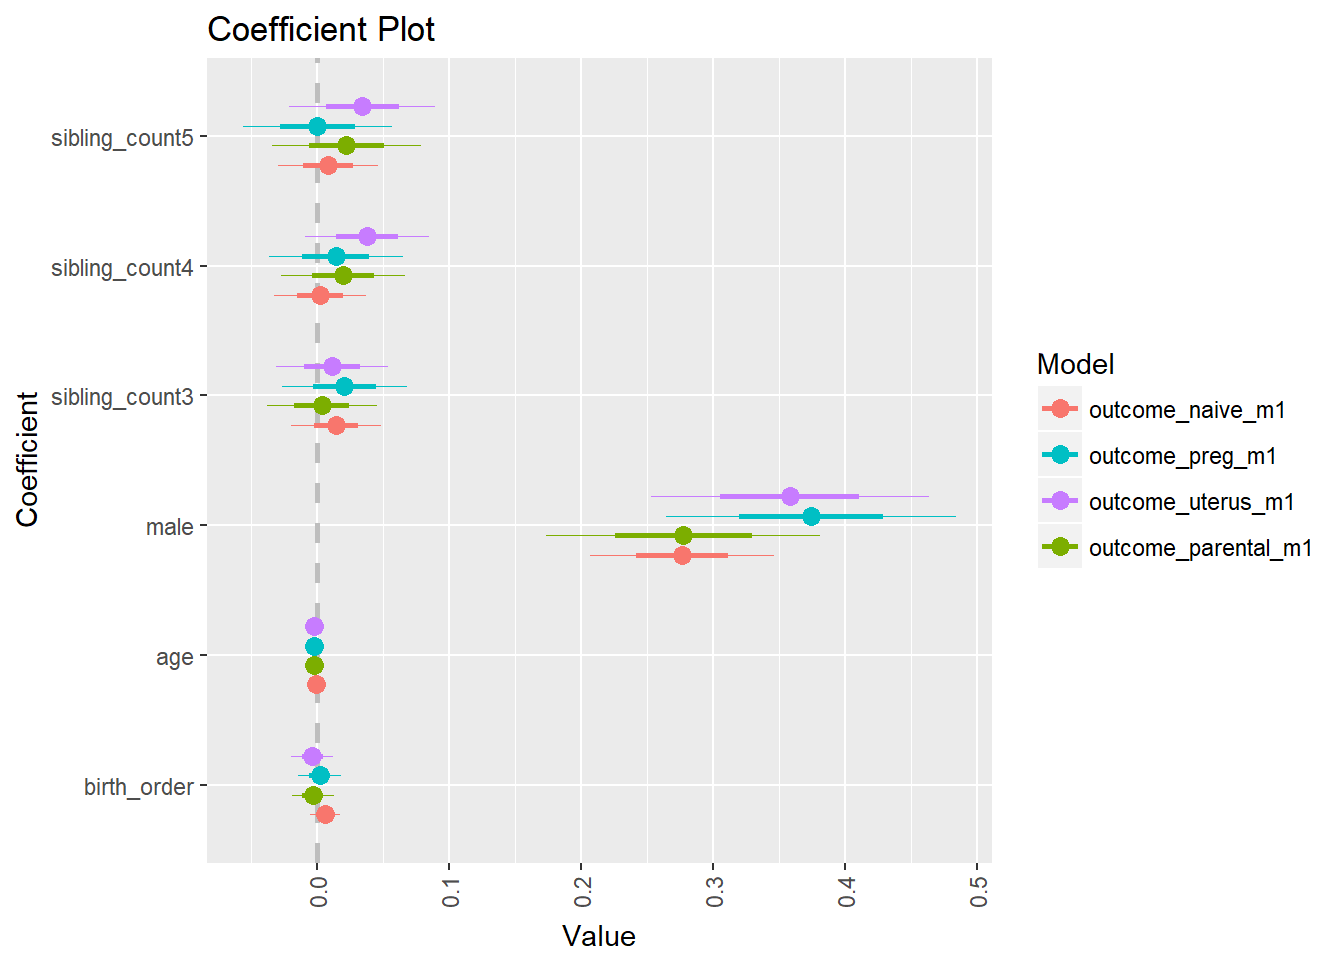 Coefficient Plot
sibling_count5
sibling_count4
sibling_count3
male
age
birth_order
Coefficient
0.0
0.1
0.2
0.3
0.4
0.5
Value
Model
outcome_naive_m1
outcome_preg_m1
outcome_uterus_m1
outcome_parental_m1